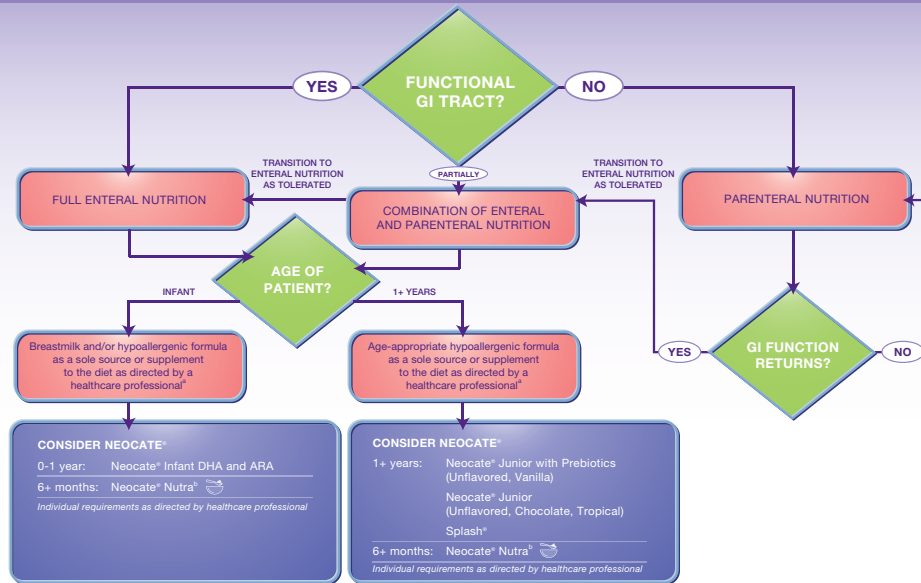 FUNCTIONAL
GI TRACT?
YES
NO
PARTIALLY
TRANSITION TO
ENTERAL NUTRITION
AS TOLERATED
TRANSITION TO
ENTERAL NUTRITION
AS TOLERATED
FULL ENTERAL NUTRITION
COMBINATION OF ENTERAL
AND PARENTERAL NUTRITION
PARENTERAL NUTRITION
AGE OF
PATIENT?
INFANT
1+ YEARS
YES
GI FUNCTION
RETURNS?
NO
Breastmilk and/or hypoallergenic formula
as a sole source or supplement
to the diet as directed by a
healthcare professionalª
Age-appropriate hypoallergenic formula
as a sole source or supplement
to the diet as directed by a
healthcare professionalª
CONSIDER NEOCATE®
0-1 year: Neocate® Infant DHA and ARA
6+ months: Neocate® Nutraᵇ
Individual requirements as directed by healthcare professional
CONSIDER NEOCATE®
1+ years: Neocate® Junior with Prebiotics
(Unflavored, Vanilla)
Neocate® Junior
(Unflavored, Chocolate, Tropical)
Splash®
6+ months: Neocate® Nutraᵇ
Individual requirements as directed by healthcare professional